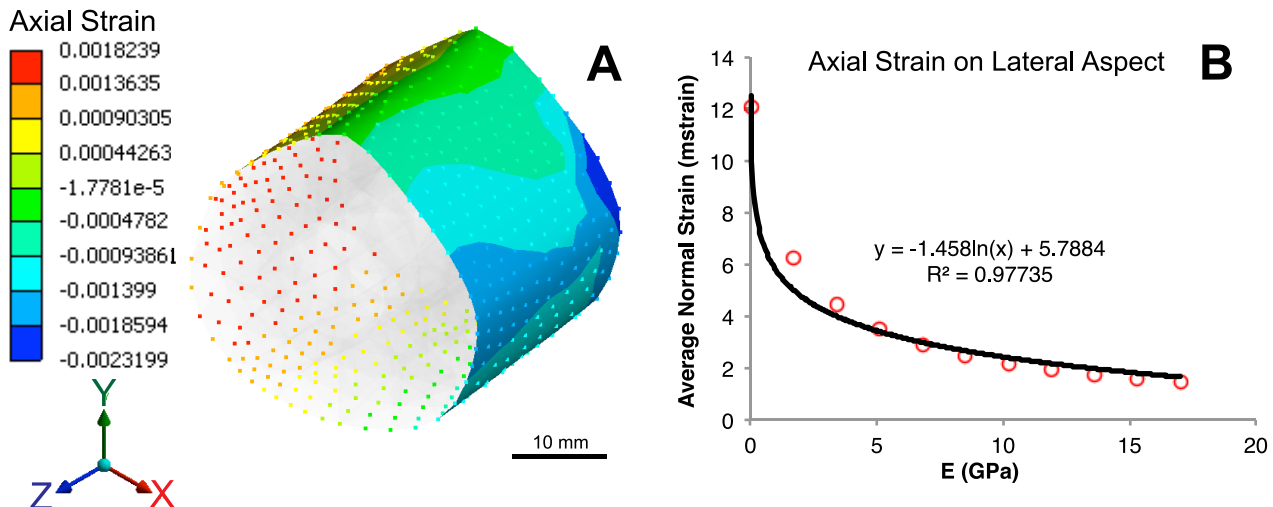 Axial Strain
0.0018239
0.0013635
0.00090305
0.00044263
-1.7781e-5
-0.0004782
-0.00093861
-0.001399
-0.0018594
-0.0023199
Y
Z
X
A
10 mm
B
Axial Strain on Lateral Aspect
Average Normal Strain (mstrain)
14
12
10
8
6
4
2
0
y = -1.458ln(x) + 5.7884
R² = 0.97735
0
5
10
15
20
E (GPa)